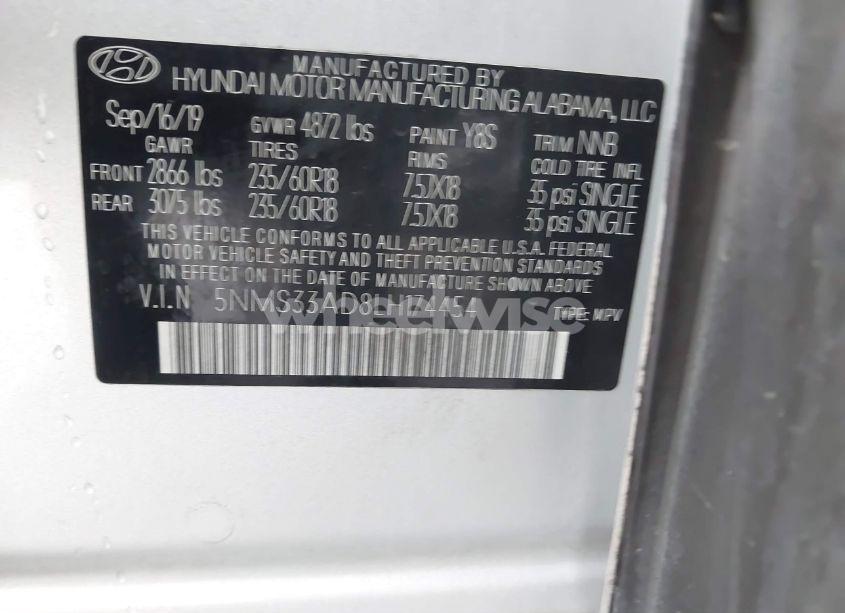 MANUFACTURED BY
HYUNDAI MOTOR MANUFACTURING ALABAMA, LLC
Sep/16/19 GVWR 4872 lbs PAINT Y8S TRIM NNB
GAWR TIRES RIMS COLD TIRE INFL
FRONT 2866 lbs 235/60R18 7.5JX18 35 psi SINGLE
REAR 3075 lbs 235/60R18 7.5JX18 35 psi SINGLE
THIS VEHICLE CONFORMS TO ALL APPLICABLE U.S.A. FEDERAL
MOTOR VEHICLE SAFETY AND THEFT PREVENTION STANDARDS
IN EFFECT ON THE DATE OF MANUFACTURE SHOWN ABOVE
V.I.N 5NMS33AD8LH174454 TYPE: MPV
wheelwise